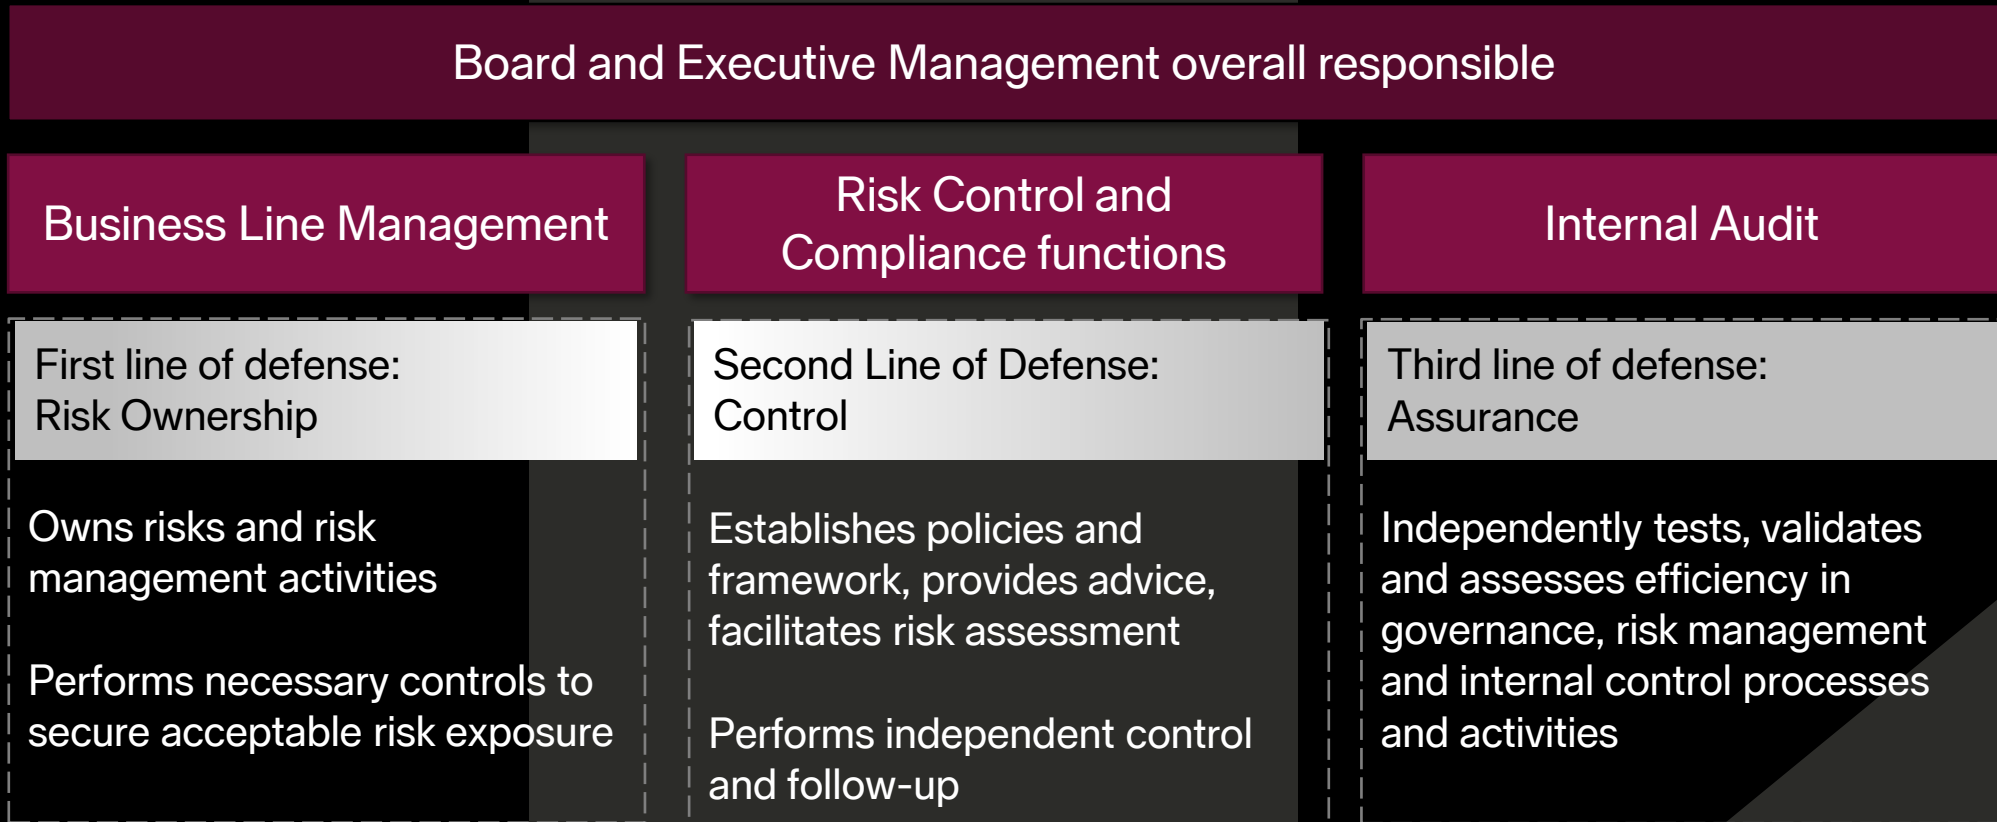 Board and Executive Management overall responsible
Business Line Management
Risk Control and
Compliance functions
Internal Audit
First line of defense:
Risk Ownership
Owns risks and risk
management activities
Performs necessary controls to
secure acceptable risk exposure
Second Line of Defense:
Control
Establishes policies and
framework, provides advice,
facilitates risk assessment
Performs independent control
and follow-up
Third line of defense:
Assurance
Independently tests, validates
and assesses efficiency in
governance, risk management
and internal control processes
and activities